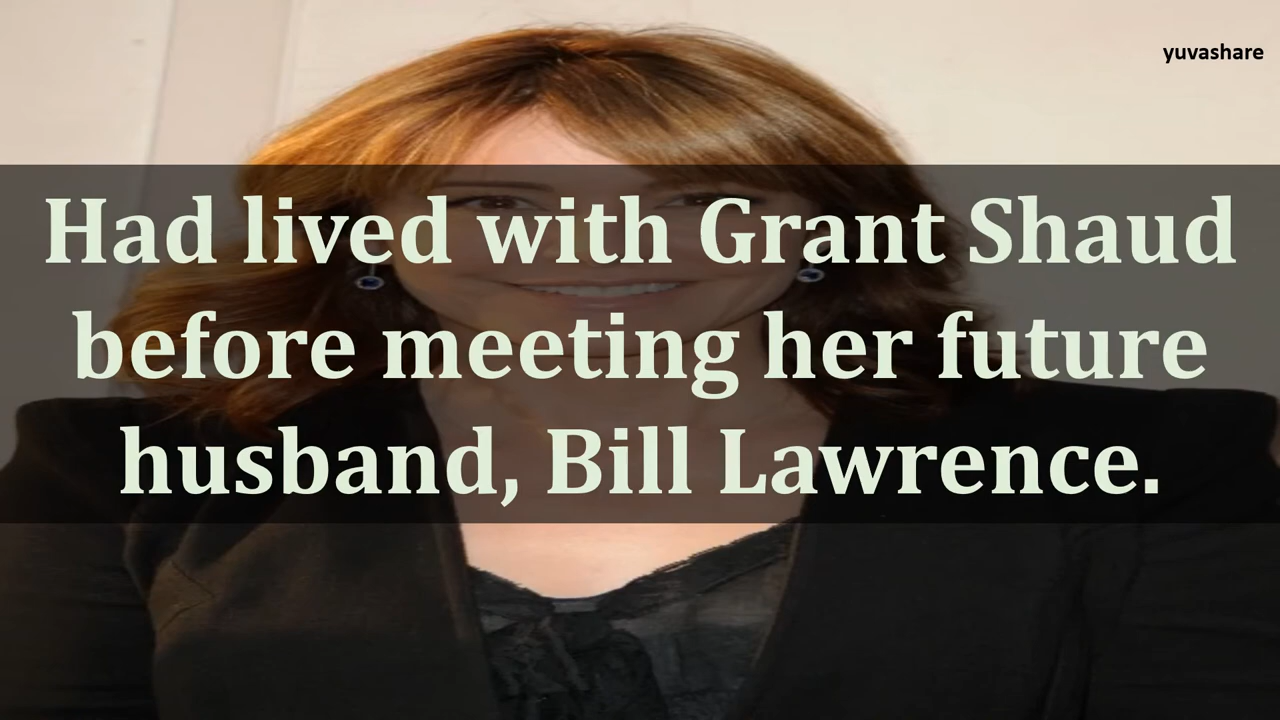 yuvashare
Had lived with Grant Shaud
before meeting her future
husband, Bill Lawrence.